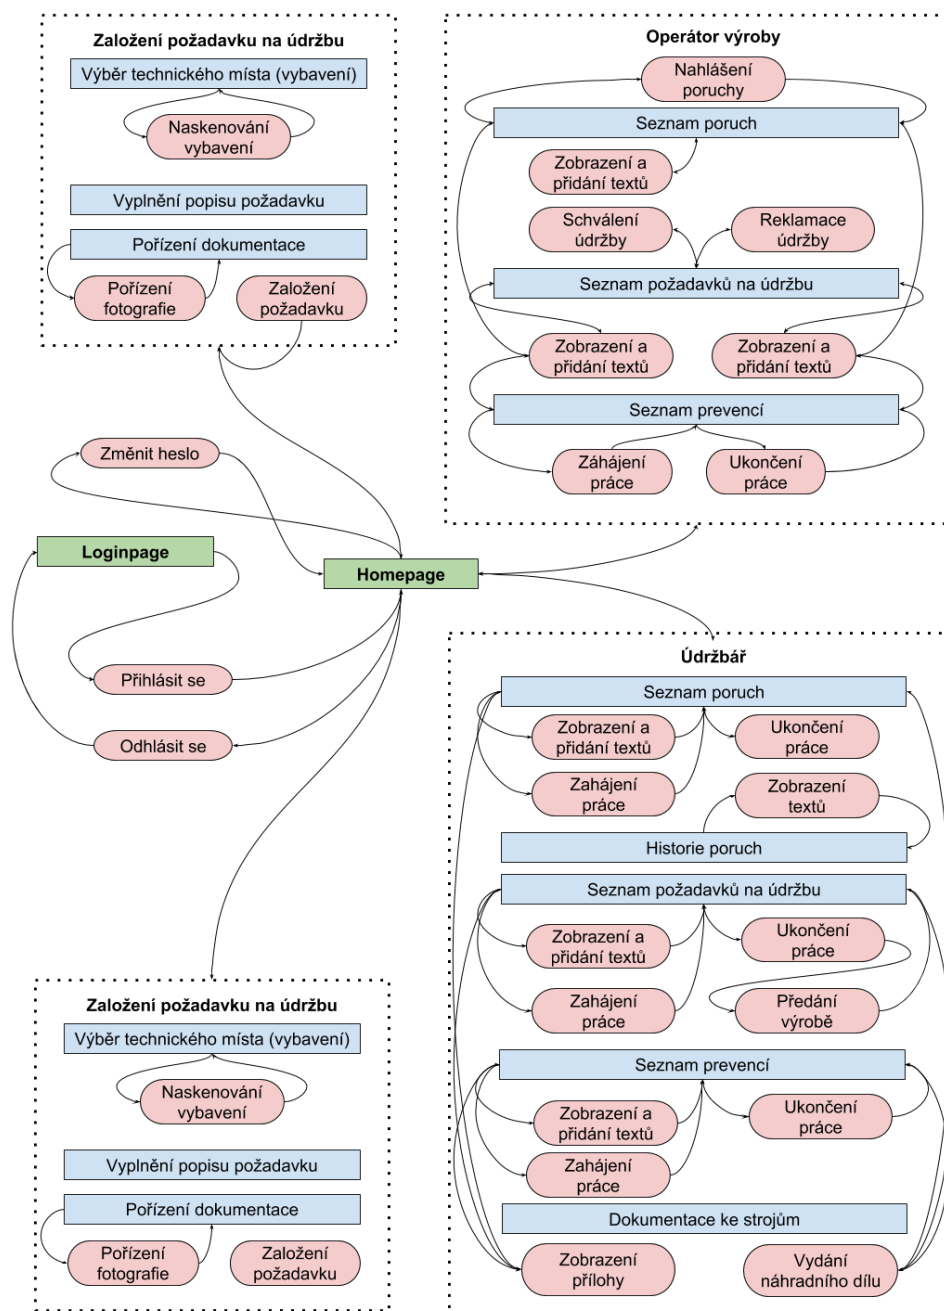 Založení požadavku na údržbu
Výběr technického místa (vybavení)
Naskenování
vybavení
Vyplnění popisu požadavku
Pořízení dokumentace
Pořízení
fotografie
Založení
požadavku
Operátor výroby
Nahlášení
poruchy
Seznam poruch
Zobrazení a
přidání textů
Schválení
údržby
Reklamace
údržby
Seznam požadavků na údržbu
Zobrazení a
přidání textů
Zobrazení a
přidání textů
Seznam prevencí
Záhájení
práce
Ukončení
práce
Změnit heslo
Loginpage
Homepage
Přihlásit se
Odhlásit se
Údržbář
Seznam poruch
Zobrazení a
přidání textů
Ukončení
práce
Zahájení
práce
Zobrazení
textů
Historie poruch
Seznam požadavků na údržbu
Zobrazení a
přidání textů
Ukončení
práce
Zahájení
práce
Předání
výrobě
Seznam prevencí
Zobrazení a
přidání textů
Ukončení
práce
Zahájení
práce
Dokumentace ke strojům
Zobrazení
přílohy
Vydání
náhradního dílu
Založení požadavku na údržbu
Výběr technického místa (vybavení)
Naskenování
vybavení
Vyplnění popisu požadavku
Pořízení dokumentace
Pořízení
fotografie
Založení
požadavku